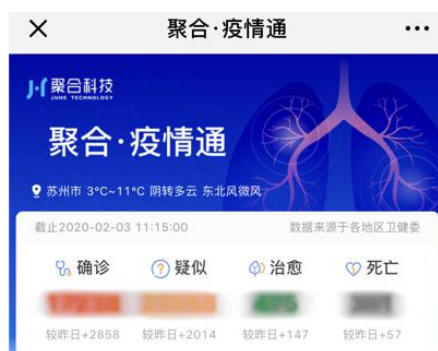 聚合·疫情通
聚合科技
JUHE TECHNOLOGY
聚合·疫情通
苏州市 3°C~11°C 阴转多云 东北风微风
截止2020-02-03 11:15:00 数据来源于各地区卫健委
确诊 疑似 治愈 死亡
较昨日+2858 较昨日+2014 较昨日+147 较昨日+57